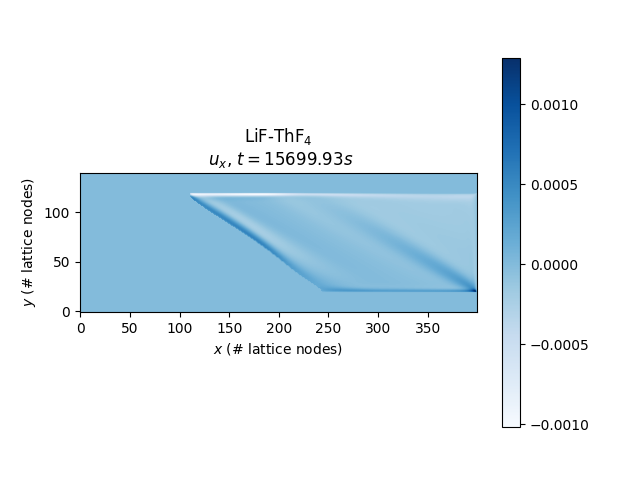 LiF-ThF₄
uₓ, t = 15699.93s
y (# lattice nodes)
100
50
0
0 50 100 150 200 250 300 350
x (# lattice nodes)
0.0010
0.0005
0.0000
−0.0005
−0.0010